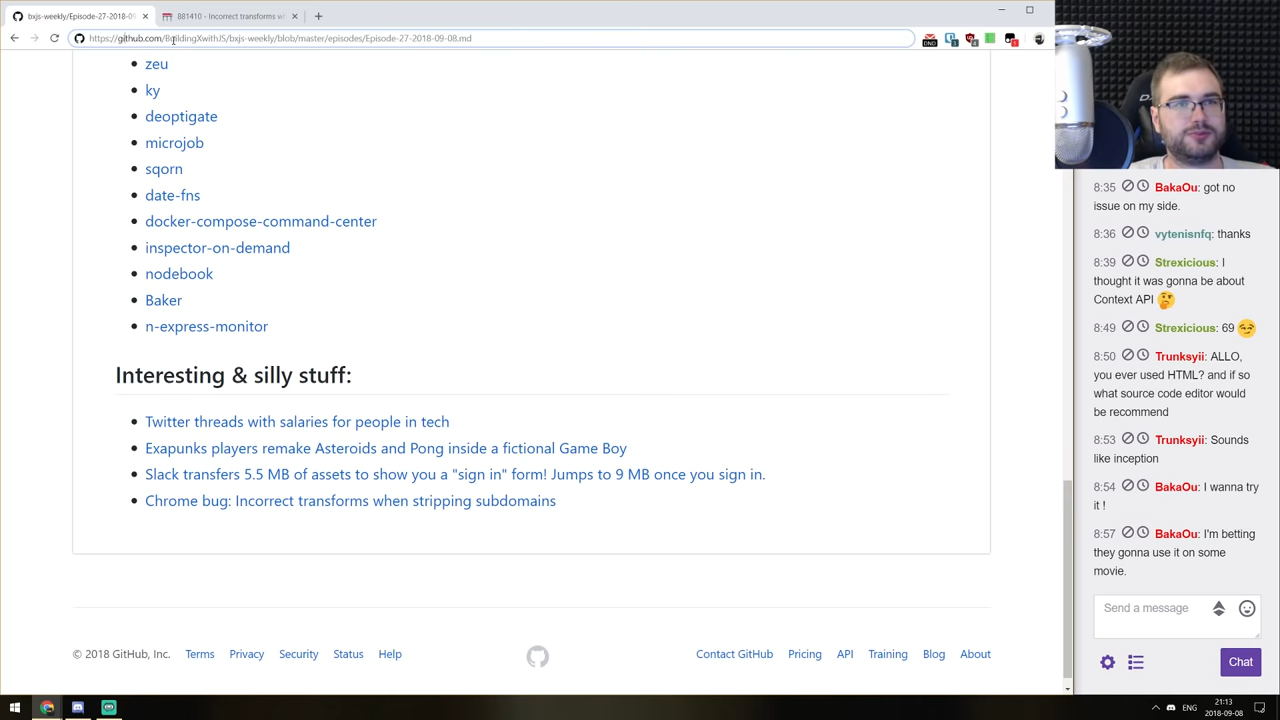 bxjs-weekly/Episode-27-2018-09
881410 - Incorrect transforms w
https://github.com/BuildingXwithJS/bxjs-weekly/blob/master/episodes/Episode-27-2018-09-08.md
zeu
ky
deoptigate
microjob
sqorn
date-fns
docker-compose-command-center
inspector-on-demand
nodebook
Baker
n-express-monitor
Interesting & silly stuff:
Twitter threads with salaries for people in tech
Exapunks players remake Asteroids and Pong inside a fictional Game Boy
Slack transfers 5.5 MB of assets to show you a "sign in" form! Jumps to 9 MB once you sign in.
Chrome bug: Incorrect transforms when stripping subdomains
© 2018 GitHub, Inc. Terms Privacy Security Status Help
Contact GitHub Pricing API Training Blog About
8:35 BakaOu: got no
issue on my side.
8:36 vytenisnfq: thanks
8:39 Strexicious: I
thought it was gonna be about
Context API
8:49 Strexicious: 69
8:50 Trunksyii: ALLO,
you ever used HTML? and if so
what source code editor would
be recommend
8:53 Trunksyii: Sounds
like inception
8:54 BakaOu: I wanna try
it !
8:57 BakaOu: I'm betting
they gonna use it on some
movie.
Send a message
Chat
ENG
21:13
2018-09-08